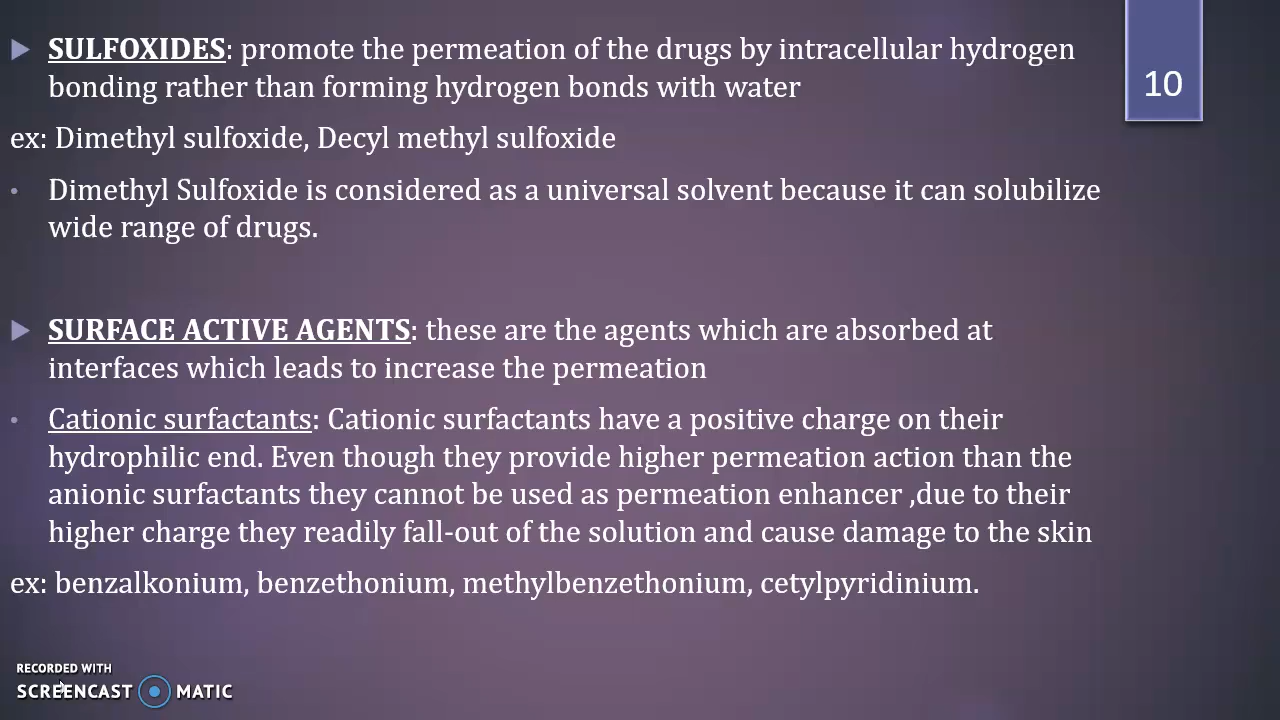 SULFOXIDES: promote the permeation of the drugs by intracellular hydrogen
bonding rather than forming hydrogen bonds with water
10
ex: Dimethyl sulfoxide, Decyl methyl sulfoxide
Dimethyl Sulfoxide is considered as a universal solvent because it can solubilize
wide range of drugs.
SURFACE ACTIVE AGENTS: these are the agents which are absorbed at
interfaces which leads to increase the permeation
Cationic surfactants: Cationic surfactants have a positive charge on their
hydrophilic end. Even though they provide higher permeation action than the
anionic surfactants they cannot be used as permeation enhancer ,due to their
higher charge they readily fall-out of the solution and cause damage to the skin
ex: benzalkonium, benzethonium, methylbenzethonium, cetylpyridinium.
RECORDED WITH
SCREENCAST MATIC